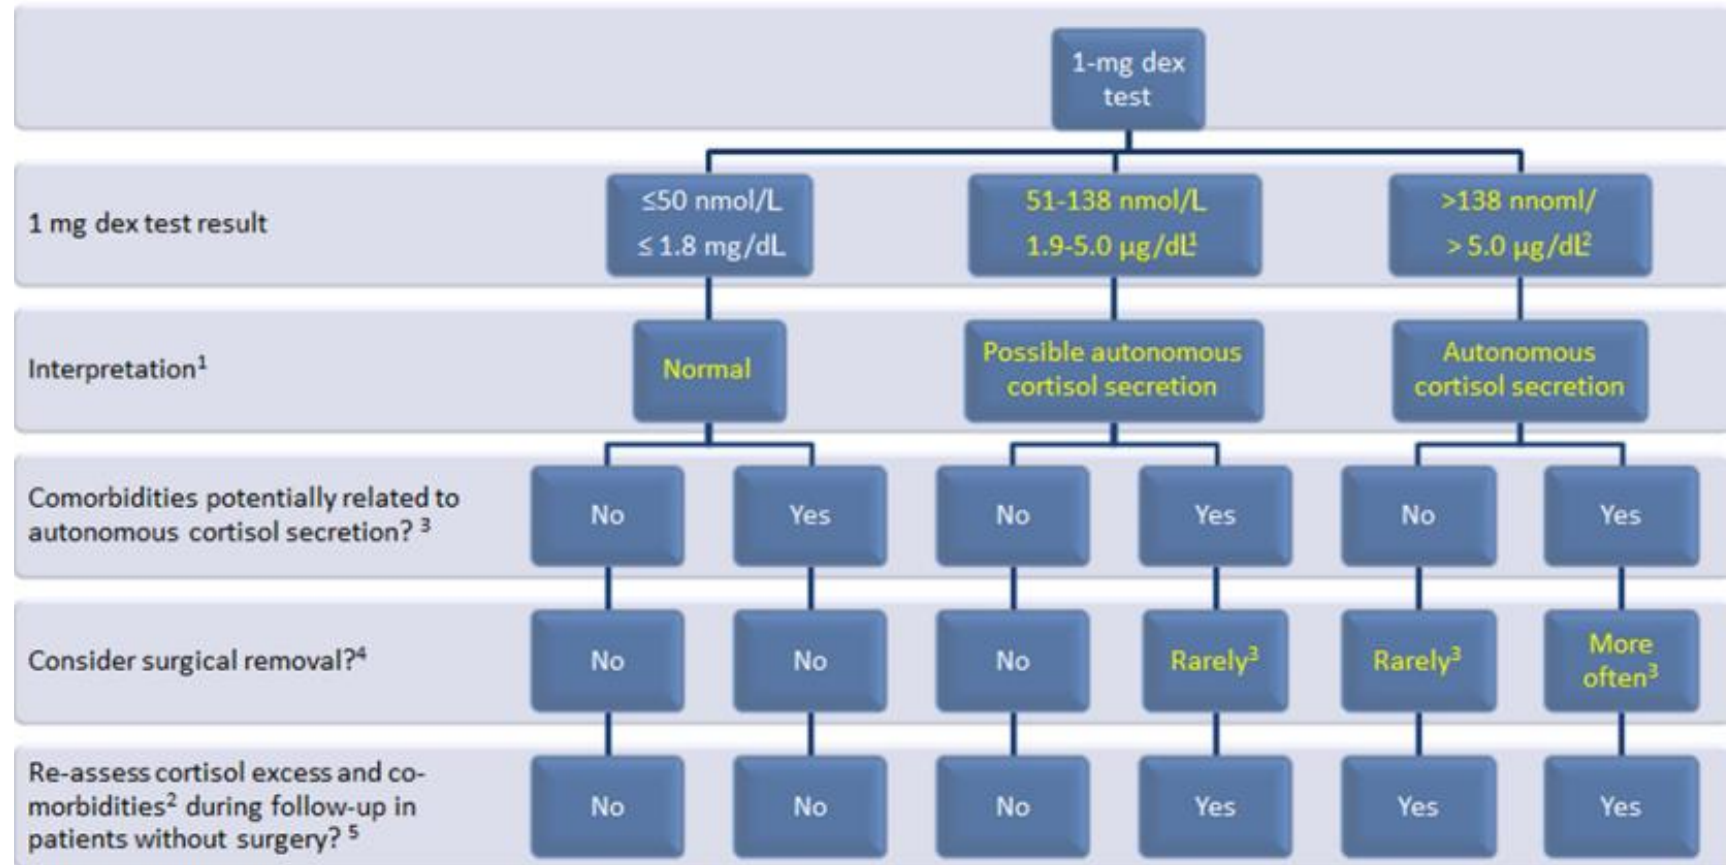 1-mg dex
test
1 mg dex test result
≤50 nmol/L
≤ 1.8 mg/dL
51-138 nmol/L
1.9-5.0 µg/dL¹
>138 nnoml/
> 5.0 µg/dL²
Interpretation¹
Normal
Possible autonomous
cortisol secretion
Autonomous
cortisol secretion
Comorbidities potentially related to
autonomous cortisol secretion? ³
No
Yes
No
Yes
No
Yes
Consider surgical removal?⁴
No
No
No
Rarely³
Rarely³
More
often³
Re-assess cortisol excess and co-
morbidities² during follow-up in
patients without surgery? ⁵
No
No
No
Yes
Yes
Yes